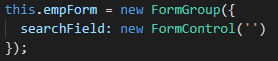 this.empForm = new FormGroup({
  searchField: new FormControl('')
});